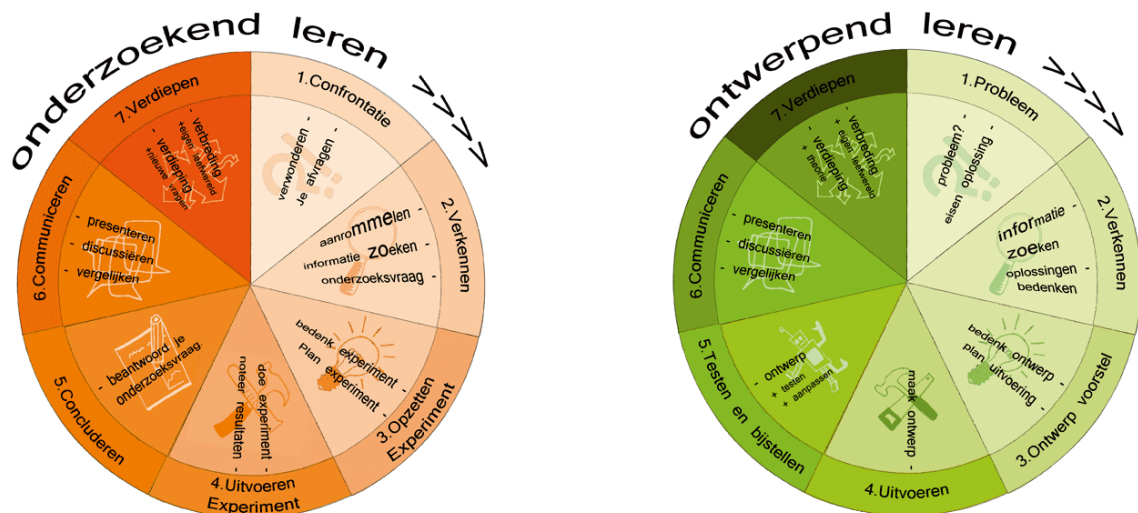 onderzoekend leren >>>>
1.Confrontatie
- verwonderen
- Je afvragen
2.Verkennen
aanrommelen -
informatie zoeken -
onderzoeksvraag -
3.Opzetten
Experiment
bedenk experiment -
Plan experiment -
4.Uitvoeren
Experiment
doe experiment -
noteer resultaten -
5.Concluderen
- beantwoord je
onderzoeksvraag.
6.Communiceren
- presenteren
- discussiëren
- vergelijken
7.Verdiepen
- verbreding
+eigen leefwereld
- verdieping
+nieuwe vragen
ontwerpend leren >>>>
1.Probleem
probleem? -
eisen oplossing -
2.Verkennen
informatie
zoeken -
oplossingen -
bedenken
3.Ontwerp voorstel
bedenk ontwerp -
plan uitvoering -
4.Uitvoeren
maak ontwerp -
5.Testen en bijstellen
- ontwerp
+ testen
+ aanpassen
6.Communiceren
- presenteren
- discussiëren
- vergelijken
7.Verdiepen
- verbreding
+ eigen leefwereld
- verdieping
+ theorie